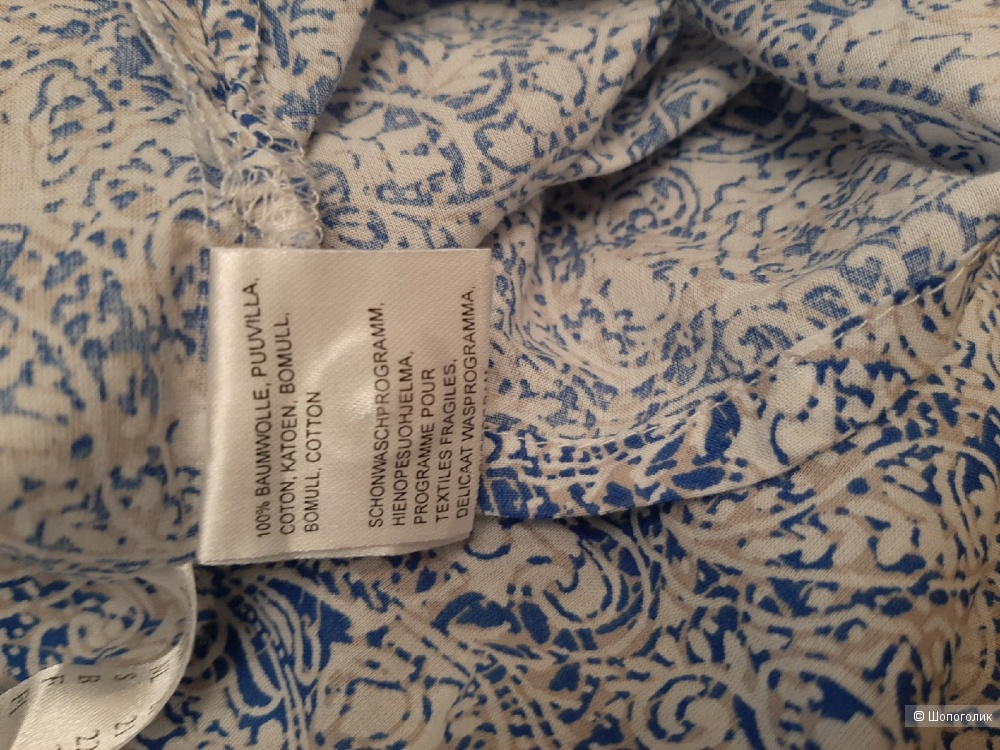 100% BAUMWOLLE, PUUVILLA,
COTON, KATOEN, BOMULL,
BOMULL, COTTON
SCHONWASCHPROGRAMM,
HIENOPESUOHJELMA,
PROGRAMME POUR
TEXTILES FRAGILES,
DELICAAT WASPROGRAMMA,
S
B
© Шопоголик